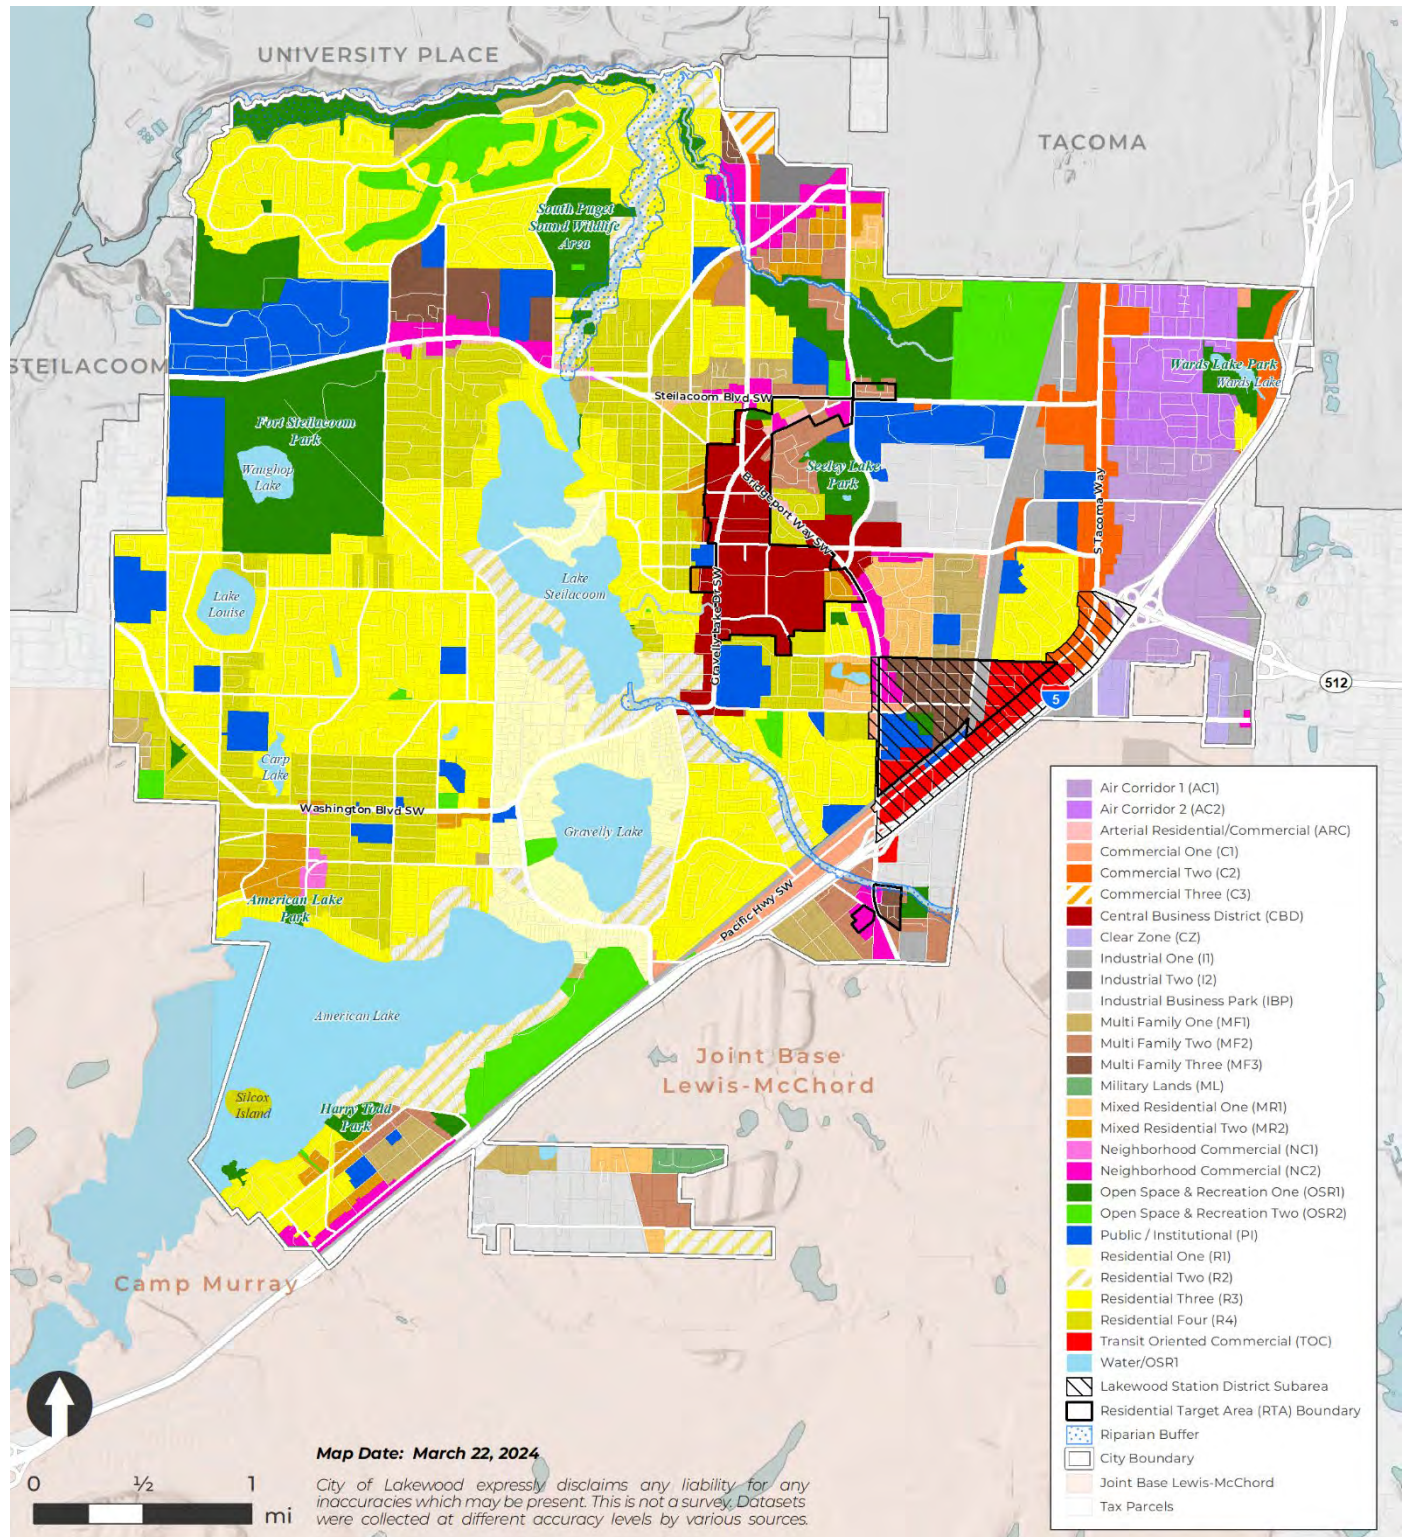 UNIVERSITY PLACE
TACOMA
South Puget
Sound Wildlife
Area
STEILACOOM
Wards Lake Park
Wards Lake
Steilacoom Blvd SW
Fort Steilacoom
Park
Waughop
Lake
Seeley Lake
Park
Bridgeport Way SW
S Tacoma Way
Lake
Louise
Lake
Steilacoom
Gravelly Lake Dr SW
512
5
Carp
Lake
Washington Blvd SW
Gravelly Lake
American Lake
Park
Pacific Hwy SW
American Lake
Joint Base
Lewis-McChord
Silcox
Island
Harry Todd
Park
Camp Murray
Air Corridor 1 (AC1)
Air Corridor 2 (AC2)
Arterial Residential/Commercial (ARC)
Commercial One (C1)
Commercial Two (C2)
Commercial Three (C3)
Central Business District (CBD)
Clear Zone (CZ)
Industrial One (I1)
Industrial Two (I2)
Industrial Business Park (IBP)
Multi Family One (MF1)
Multi Family Two (MF2)
Multi Family Three (MF3)
Military Lands (ML)
Mixed Residential One (MR1)
Mixed Residential Two (MR2)
Neighborhood Commercial (NC1)
Neighborhood Commercial (NC2)
Open Space & Recreation One (OSR1)
Open Space & Recreation Two (OSR2)
Public / Institutional (PI)
Residential One (R1)
Residential Two (R2)
Residential Three (R3)
Residential Four (R4)
Transit Oriented Commercial (TOC)
Water/OSR1
Lakewood Station District Subarea
Residential Target Area (RTA) Boundary
Riparian Buffer
City Boundary
Joint Base Lewis-McChord
Tax Parcels
Map Date: March 22, 2024
City of Lakewood expressly disclaims any liability for any
inaccuracies which may be present. This is not a survey. Datasets
were collected at different accuracy levels by various sources.
0 ½ 1
mi